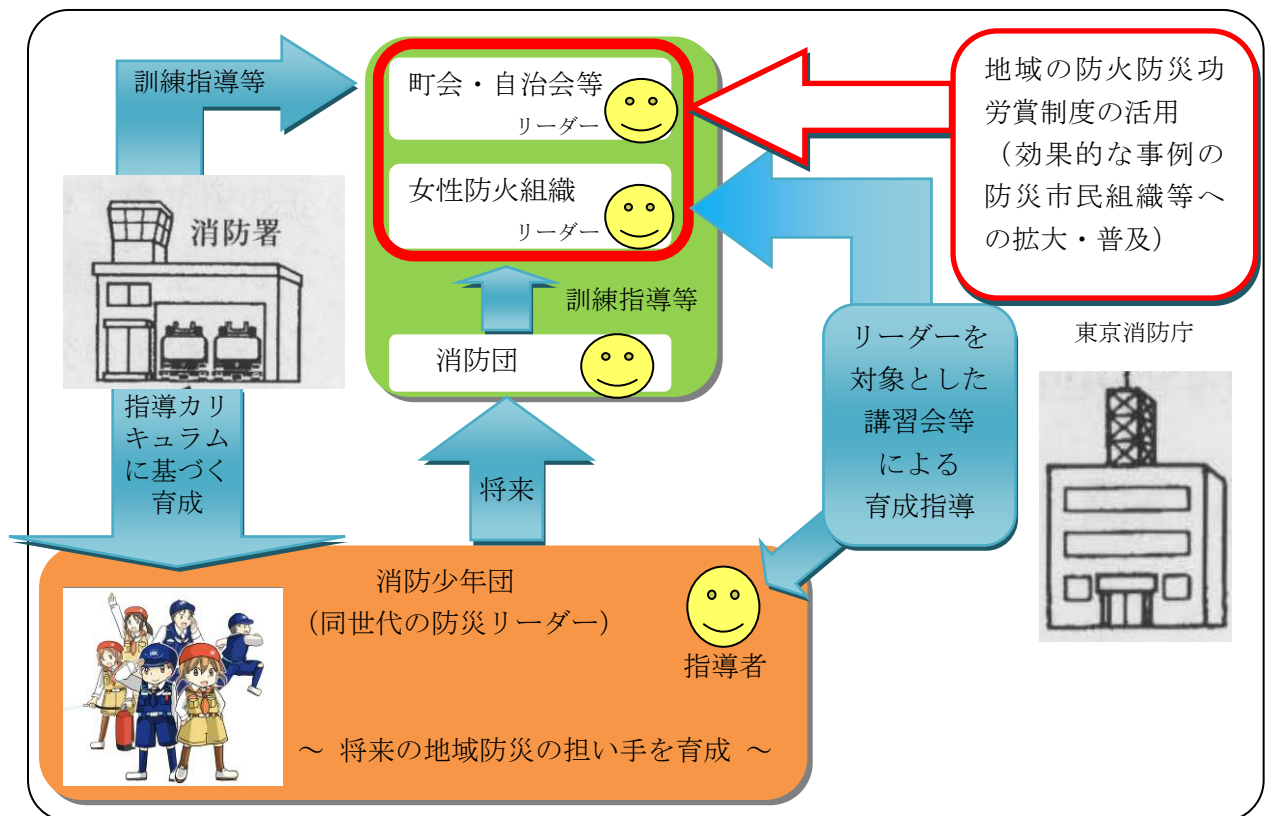 訓練指導等
町会・自治会等
リーダー
女性防火組織
リーダー
訓練指導等
消防団
地域の防火防災功
労賞制度の活用
（効果的な事例の
防災市民組織等へ
の拡大・普及）
消防署
東京消防庁
リーダーを
対象とした
講習会等
による
育成指導
指導カリ
キュラム
に基づく
育成
将来
消防少年団
（同世代の防災リーダー）
指導者
～ 将来の地域防災の担い手を育成 ～